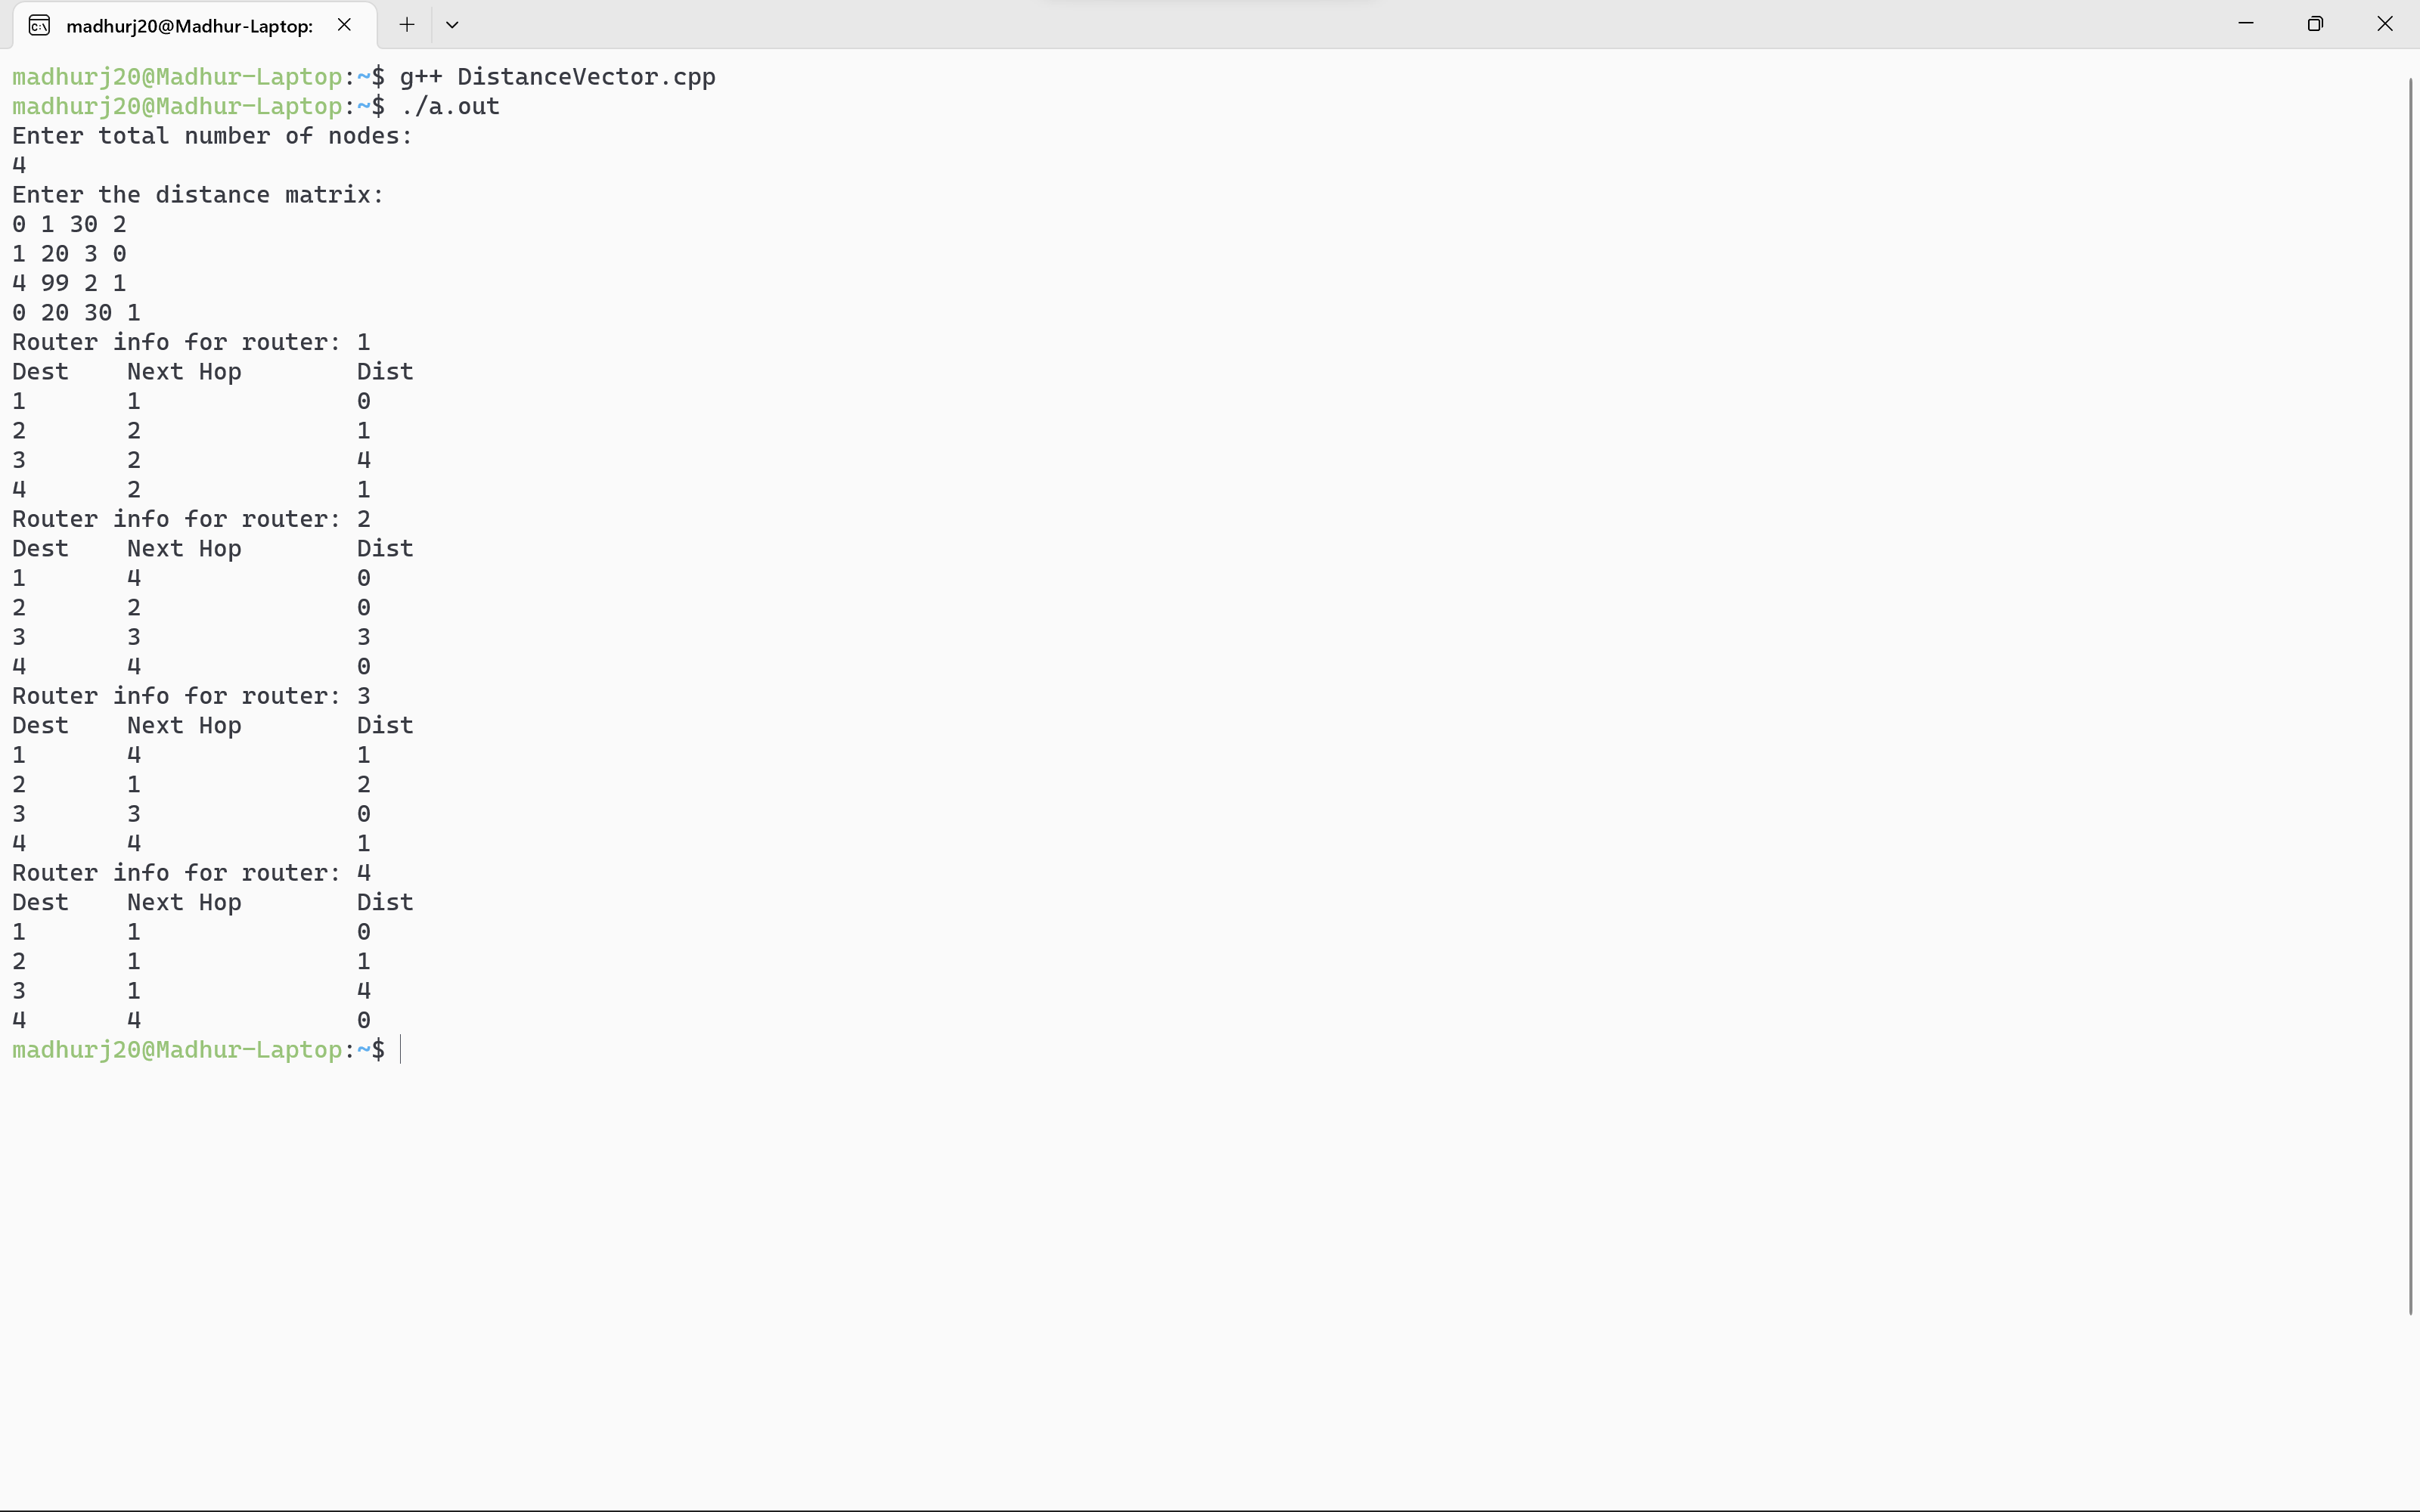 madhurj20@Madhur-Laptop:
madhurj20@Madhur-Laptop:~$ g++ DistanceVector.cpp
madhurj20@Madhur-Laptop:~$ ./a.out
Enter total number of nodes:
4
Enter the distance matrix:
0 1 30 2
1 20 3 0
4 99 2 1
0 20 30 1
Router info for router: 1
Dest    Next Hop        Dist
1       1               0
2       2               1
3       2               4
4       2               1
Router info for router: 2
Dest    Next Hop        Dist
1       4               0
2       2               0
3       3               3
4       4               0
Router info for router: 3
Dest    Next Hop        Dist
1       4               1
2       1               2
3       3               0
4       4               1
Router info for router: 4
Dest    Next Hop        Dist
1       1               0
2       1               1
3       1               4
4       4               0
madhurj20@Madhur-Laptop:~$